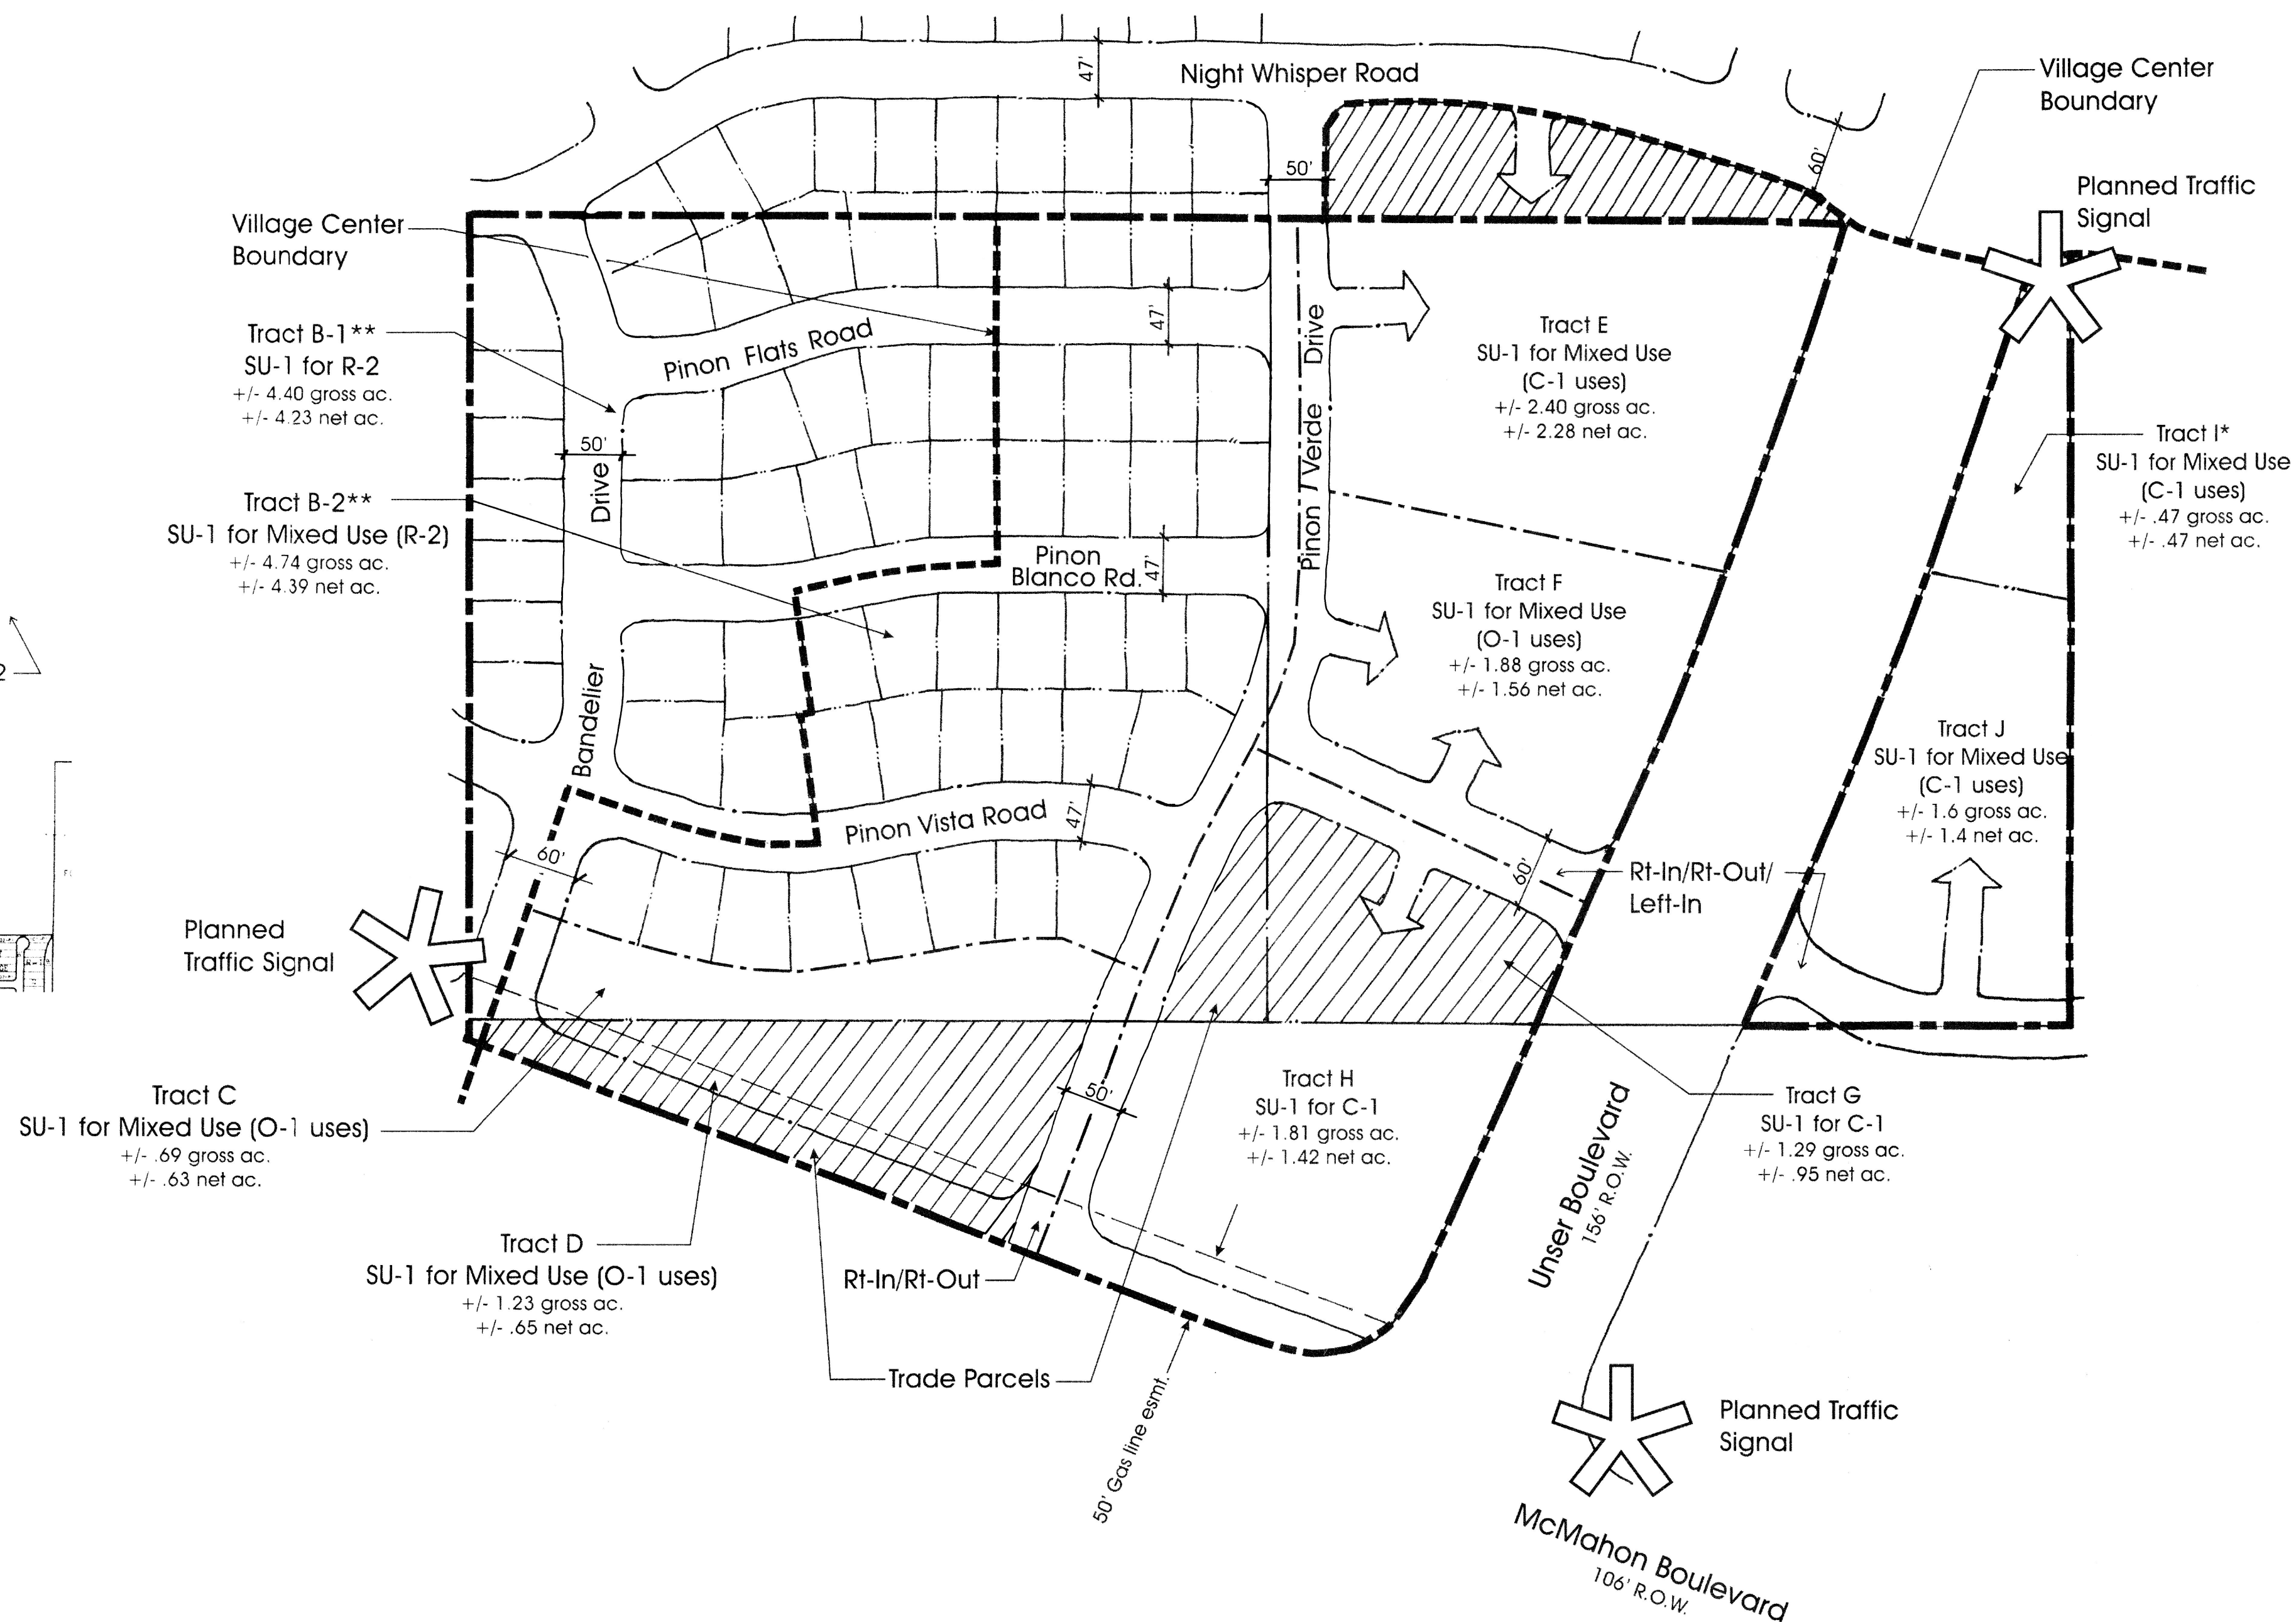 Night Whisper Road
47'
Village Center
Boundary
60'
50'
Planned Traffic
Signal
Village Center
Boundary
Tract B-1**
SU-1 for R-2
+/- 4.40 gross ac.
+/- 4.23 net ac.
Pinon Flats Road
47'
Pinon Verde Drive
Tract E
SU-1 for Mixed Use
(C-1 uses)
+/- 2.40 gross ac.
+/- 2.28 net ac.
Tract I*
SU-1 for Mixed Use
(C-1 uses)
+/- .47 gross ac.
+/- .47 net ac.
50'
Bandelier Drive
Tract B-2**
SU-1 for Mixed Use (R-2)
+/- 4.74 gross ac.
+/- 4.39 net ac.
Pinon
Blanco Rd.
47'
Tract F
SU-1 for Mixed Use
(O-1 uses)
+/- 1.88 gross ac.
+/- 1.56 net ac.
2
Tract J
SU-1 for Mixed Use
(C-1 uses)
+/- 1.6 gross ac.
+/- 1.4 net ac.
Pinon Vista Road
47'
60'
60'
Rt-In/Rt-Out/
Left-In
Planned
Traffic Signal
Tract C
SU-1 for Mixed Use (O-1 uses)
+/- .69 gross ac.
+/- .63 net ac.
50'
Tract H
SU-1 for C-1
+/- 1.81 gross ac.
+/- 1.42 net ac.
Tract G
SU-1 for C-1
+/- 1.29 gross ac.
+/- .95 net ac.
Unser Boulevard
156' R.O.W.
Tract D
SU-1 for Mixed Use (O-1 uses)
+/- 1.23 gross ac.
+/- .65 net ac.
Rt-In/Rt-Out
Trade Parcels
50' Gas line esmt.
Planned Traffic
Signal
McMahon Boulevard
106' R.O.W.